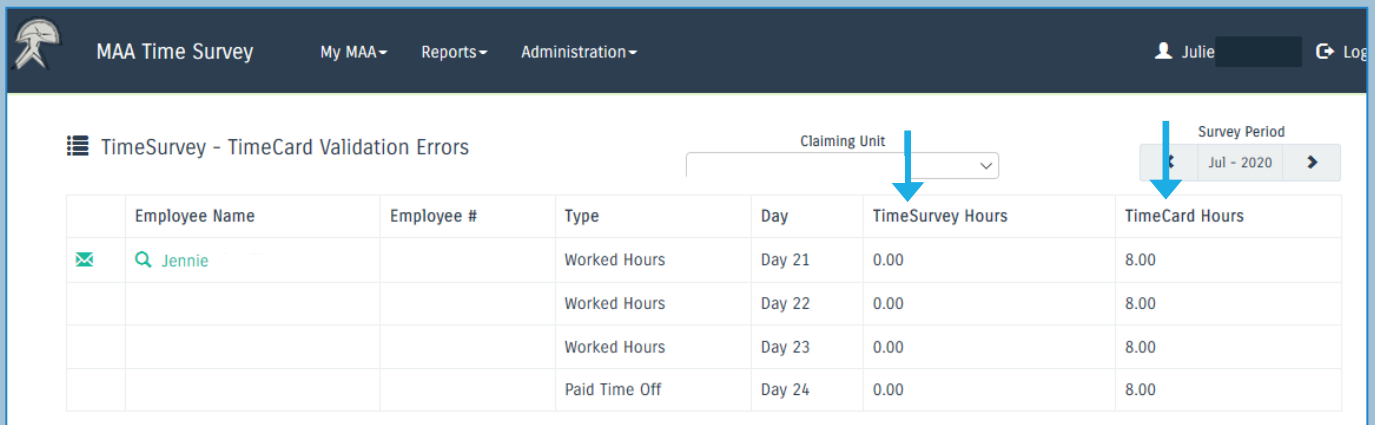 MAA Time Survey My MAA Reports Administration Julie Log
TimeSurvey - TimeCard Validation Errors
Claiming Unit
Survey Period
Jul - 2020
Employee Name Employee # Type Day TimeSurvey Hours TimeCard Hours
Jennie Worked Hours Day 21 0.00 8.00
Worked Hours Day 22 0.00 8.00
Worked Hours Day 23 0.00 8.00
Paid Time Off Day 24 0.00 8.00